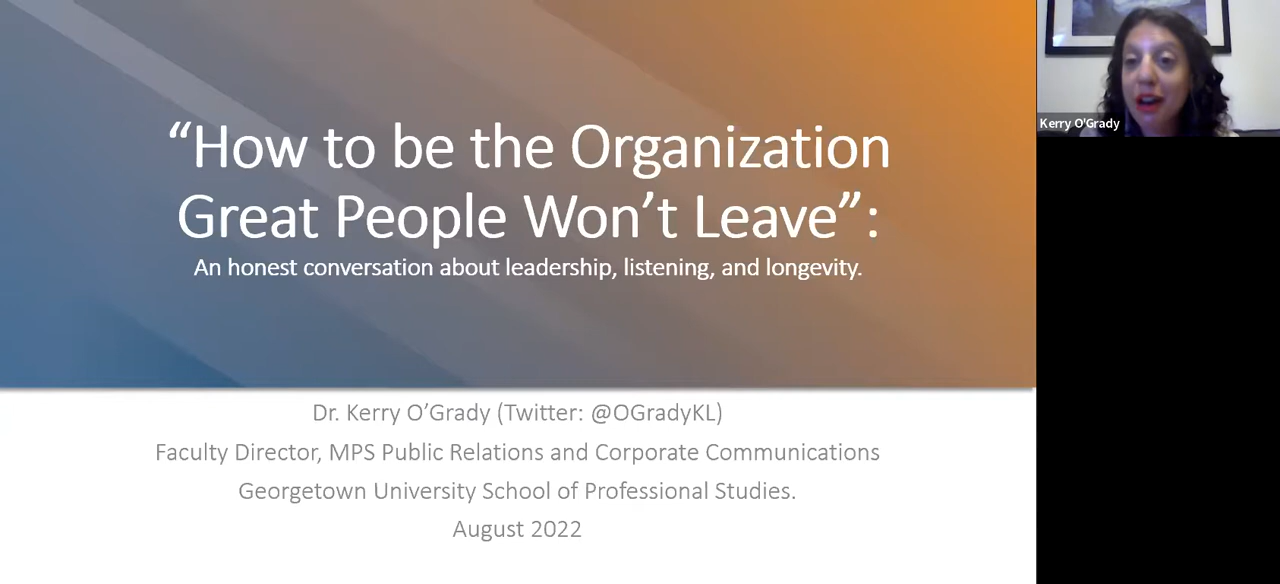 “How to be the Organization
Great People Won’t Leave”:
An honest conversation about leadership, listening, and longevity.
Dr. Kerry O’Grady (Twitter: @OGradyKL)
Faculty Director, MPS Public Relations and Corporate Communications
Georgetown University School of Professional Studies.
August 2022
Kerry O'Grady